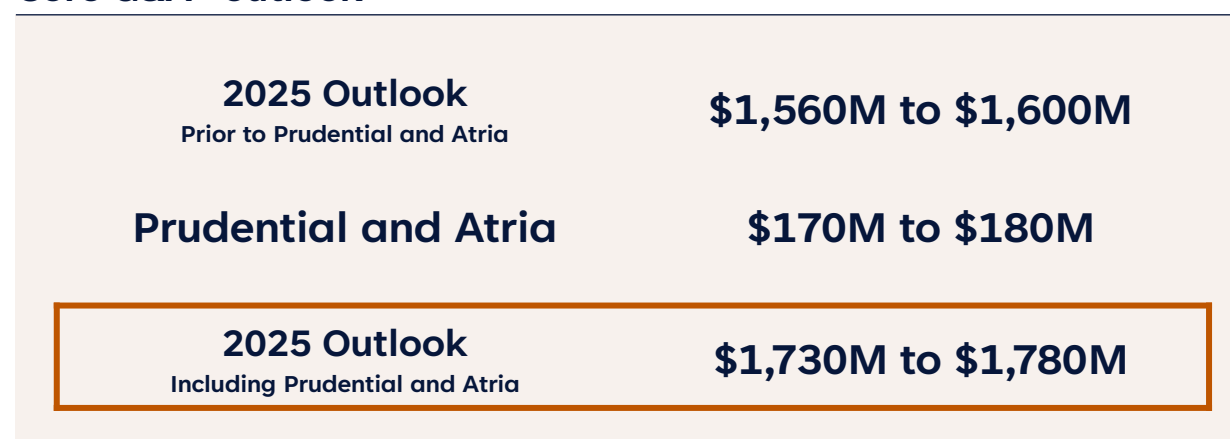 2025 Outlook
Prior to Prudential and Atria
$1,560M to $1,600M
Prudential and Atria
$170M to $180M
2025 Outlook
Including Prudential and Atria
$1,730M to $1,780M